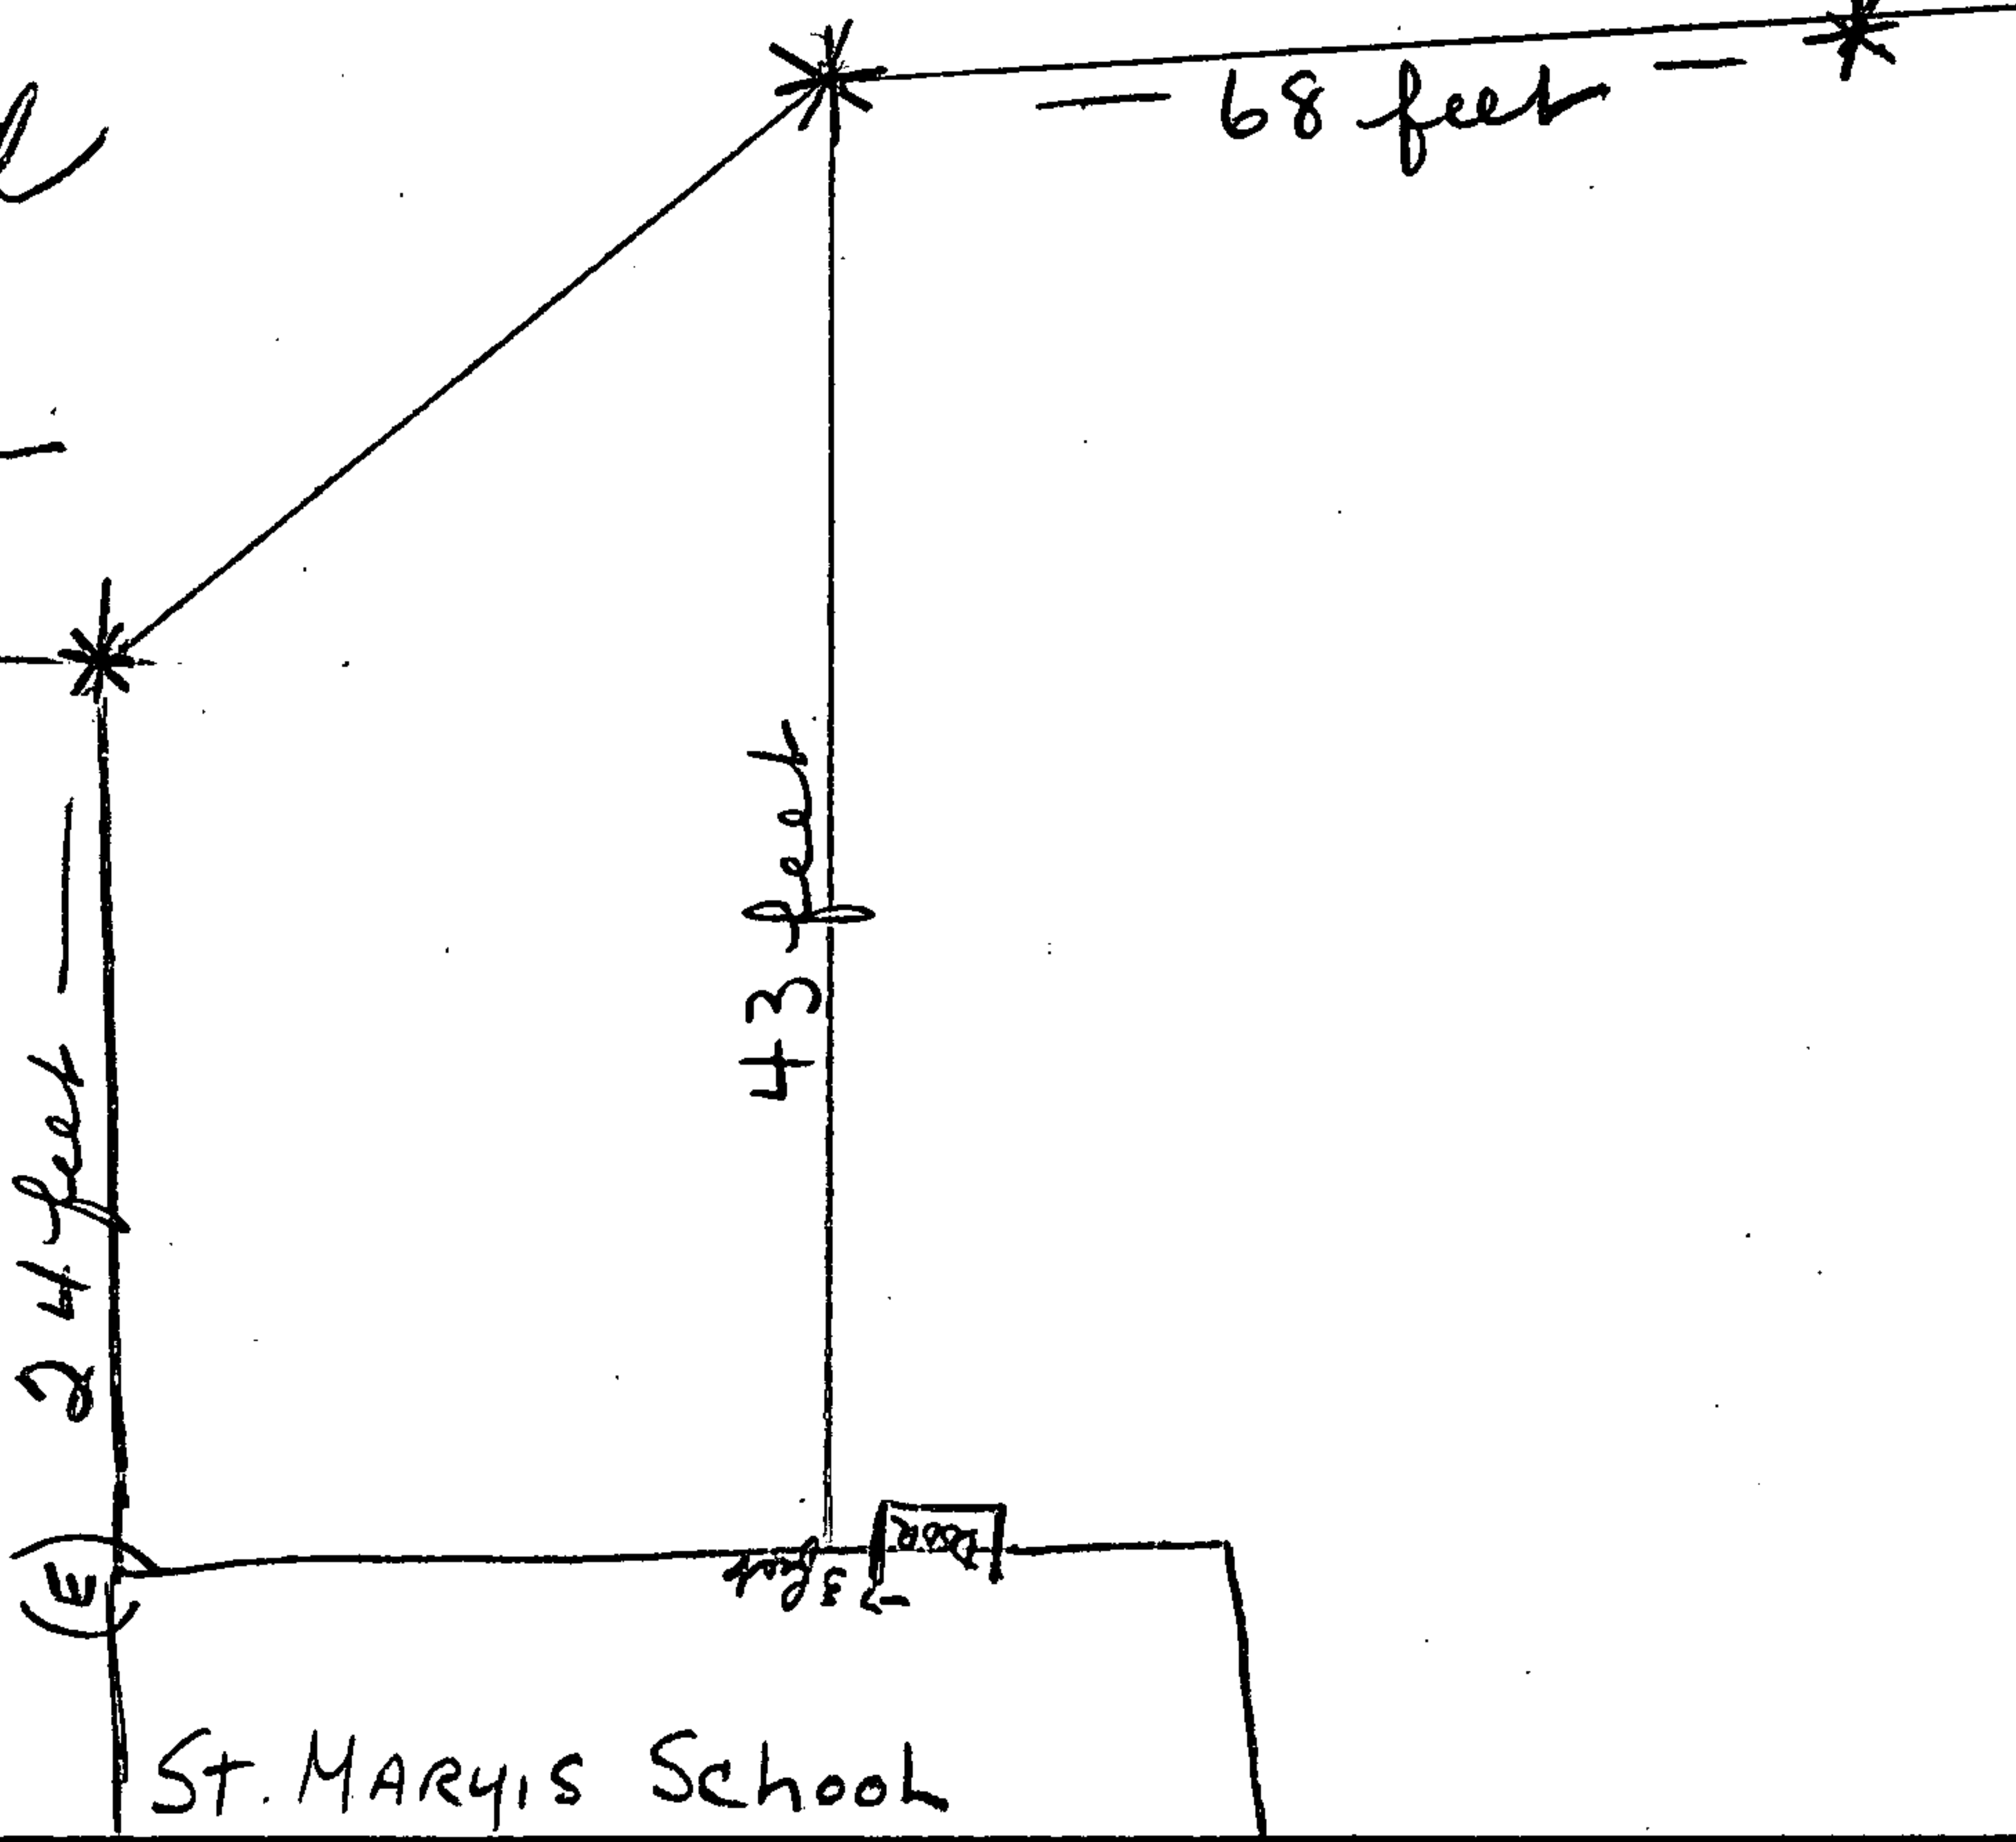 — 68 feet —
43 feet
24 feet —
Door
3 feet
(E)
ST. MARY'S School